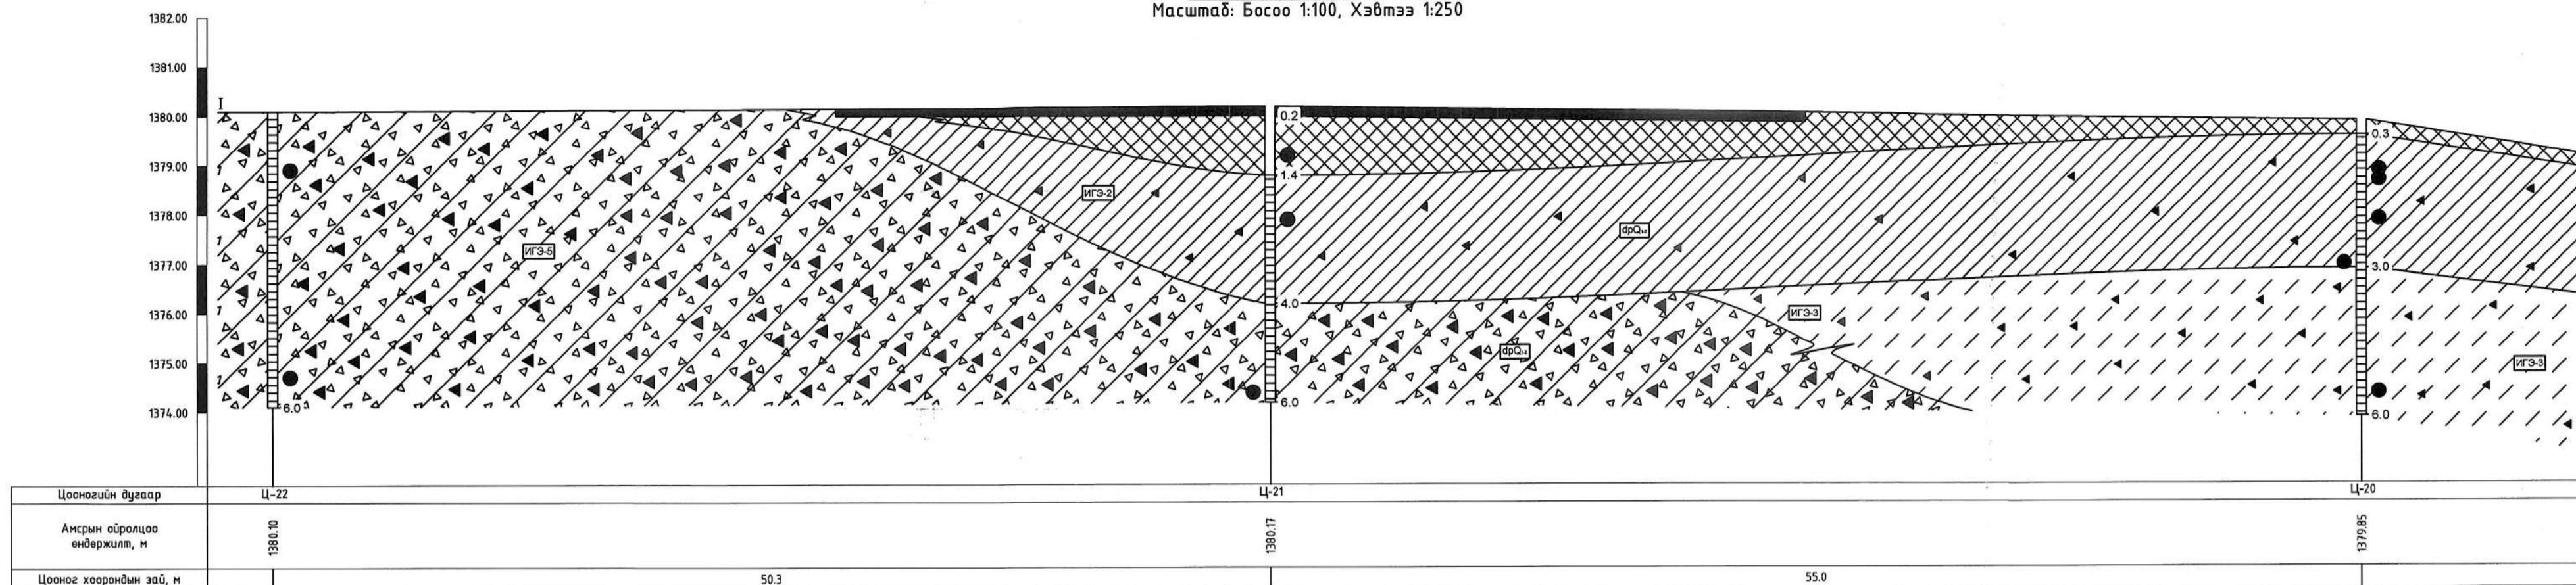 Масштаб: Босоо 1:100, Хэвтээ 1:250
1382.00
1381.00
1380.00
1379.00
1378.00
1377.00
1376.00
1375.00
1374.00
I
0.2
0.3
1.4
ИГЭ-2
dpQ
ИГЭ-5
3.0
4.0
ИГЭ-3
dpQ
ИГЭ-3
6.0
6.0
6.0
Цооногийн дугаар
Ц-22
Ц-21
Ц-20
Амсрын ойролцоо өндөржилт, м
1380.10
1380.17
1379.85
Цооног хоорондын зай, м
50.3
55.0